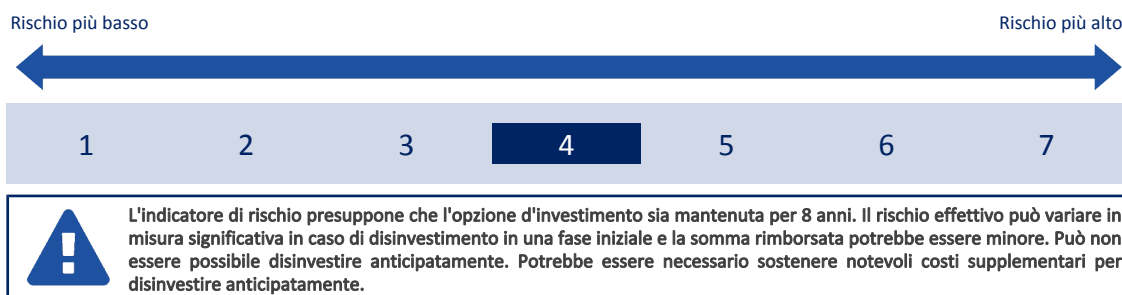 Rischio più basso
Rischio più alto
1 2 3 4 5 6 7
L'indicatore di rischio presuppone che l'opzione d'investimento sia mantenuta per 8 anni. Il rischio effettivo può variare in
misura significativa in caso di disinvestimento in una fase iniziale e la somma rimborsata potrebbe essere minore. Può non
essere possibile disinvestire anticipatamente. Potrebbe essere necessario sostenere notevoli costi supplementari per
disinvestire anticipatamente.